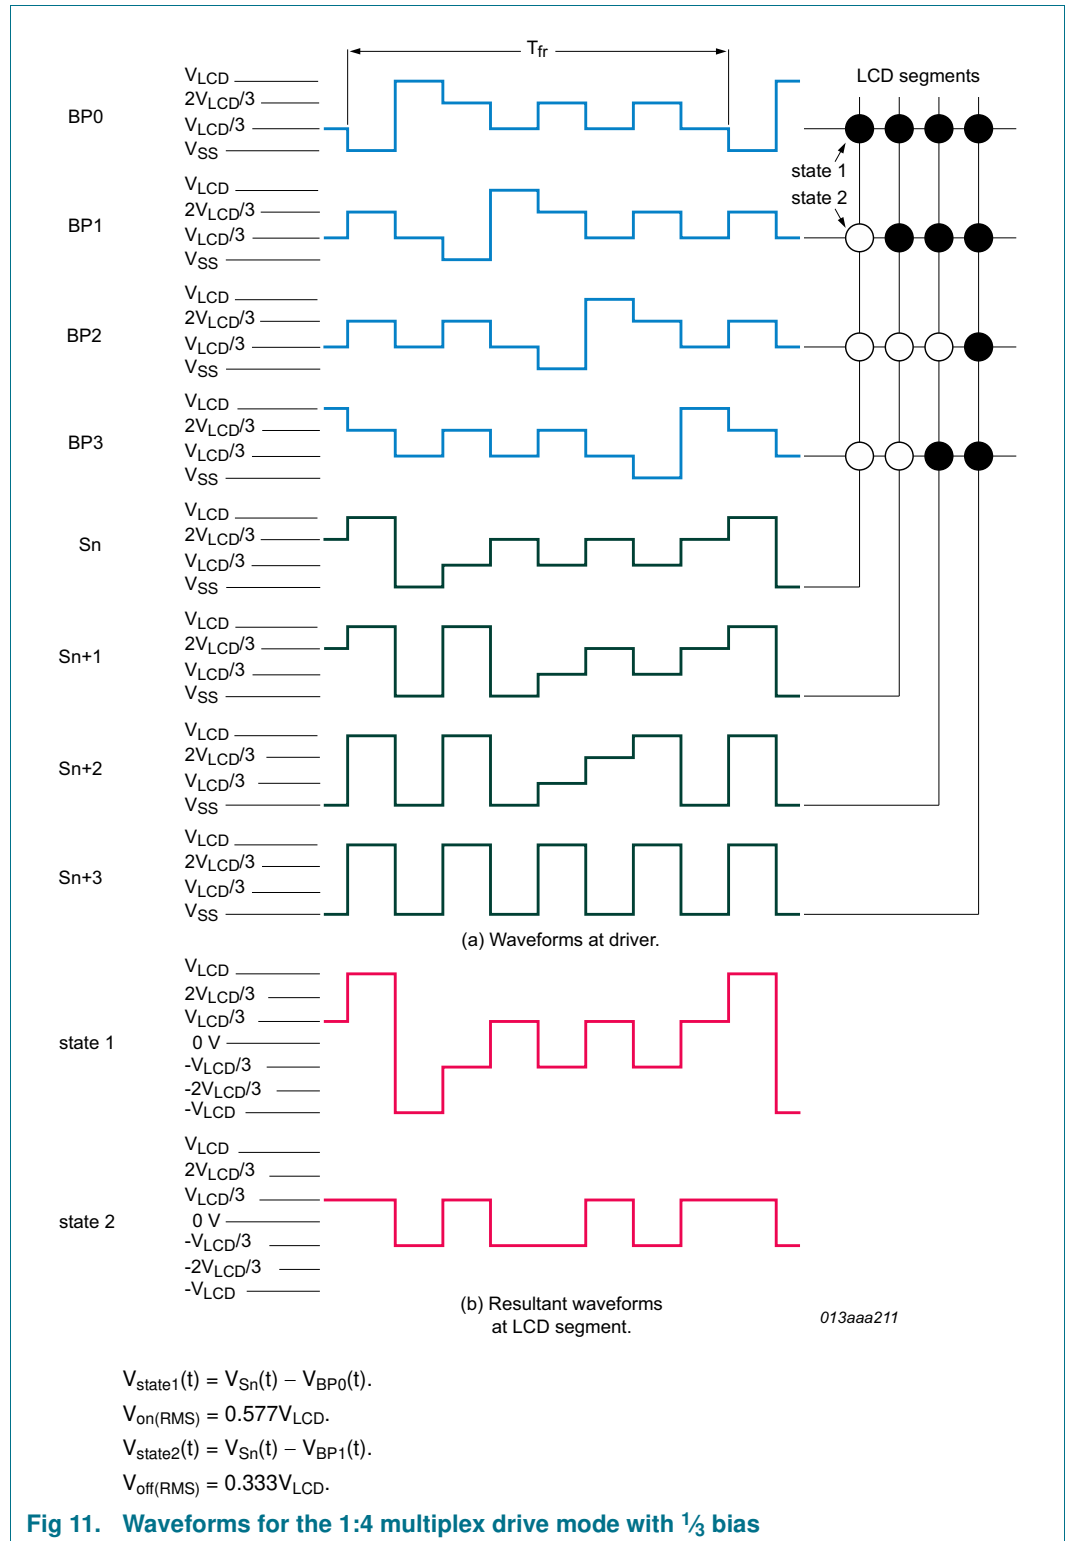 Tfr
BP0
VLCD
2VLCD/3
VLCD/3
VSS
LCD segments
state 1
state 2
BP1
VLCD
2VLCD/3
VLCD/3
VSS
BP2
VLCD
2VLCD/3
VLCD/3
VSS
BP3
VLCD
2VLCD/3
VLCD/3
VSS
Sn
VLCD
2VLCD/3
VLCD/3
VSS
Sn+1
VLCD
2VLCD/3
VLCD/3
VSS
Sn+2
VLCD
2VLCD/3
VLCD/3
VSS
Sn+3
VLCD
2VLCD/3
VLCD/3
VSS
(a) Waveforms at driver.
state 1
VLCD
2VLCD/3
VLCD/3
0 V
-VLCD/3
-2VLCD/3
-VLCD
state 2
VLCD
2VLCD/3
VLCD/3
0 V
-VLCD/3
-2VLCD/3
-VLCD
(b) Resultant waveforms
at LCD segment.
013aaa211
Vstate1(t) = VSn(t) − VBP0(t).
Von(RMS) = 0.577VLCD.
Vstate2(t) = VSn(t) − VBP1(t).
Voff(RMS) = 0.333VLCD.
Fig 11. Waveforms for the 1:4 multiplex drive mode with 1⁄3 bias